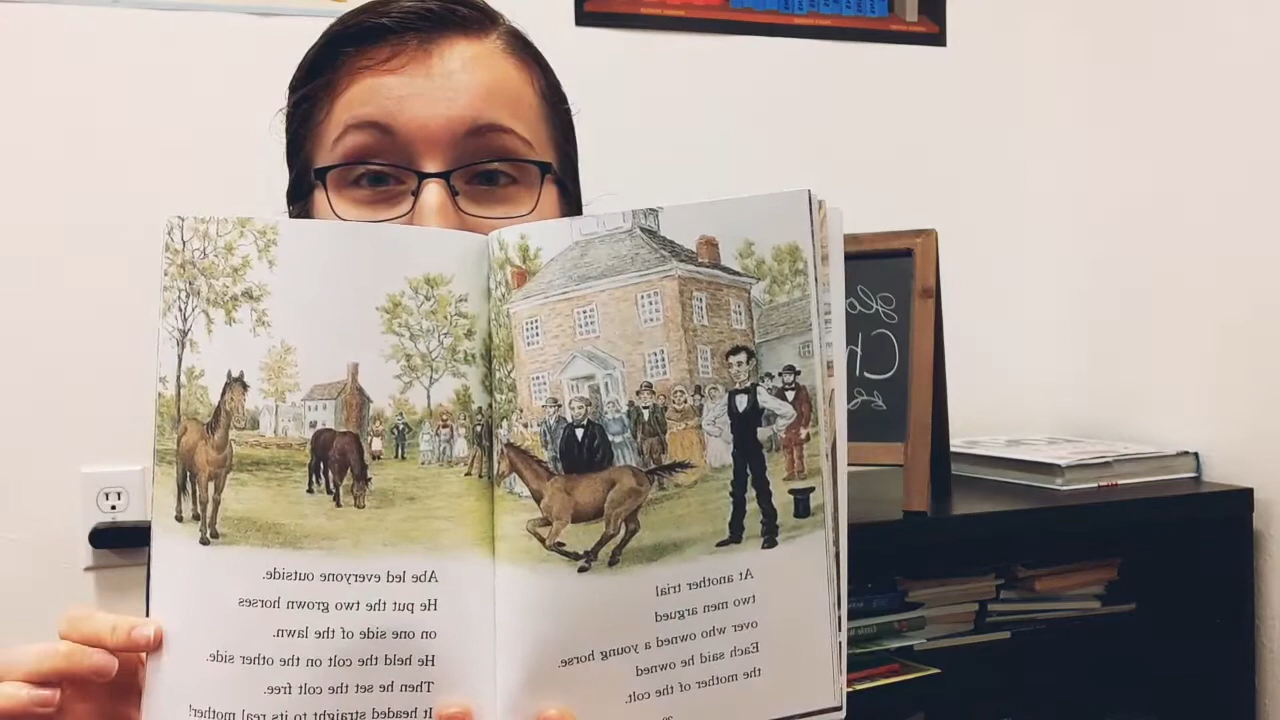 At another trial
two men argued
over who owned a young horse.
Each said he owned
the mother of the colt.
Abe led everyone outside.
He put the two grown horses
on one side of the lawn.
He held the colt on the other side.
Then he set the colt free.
It headed straight to its real mother!